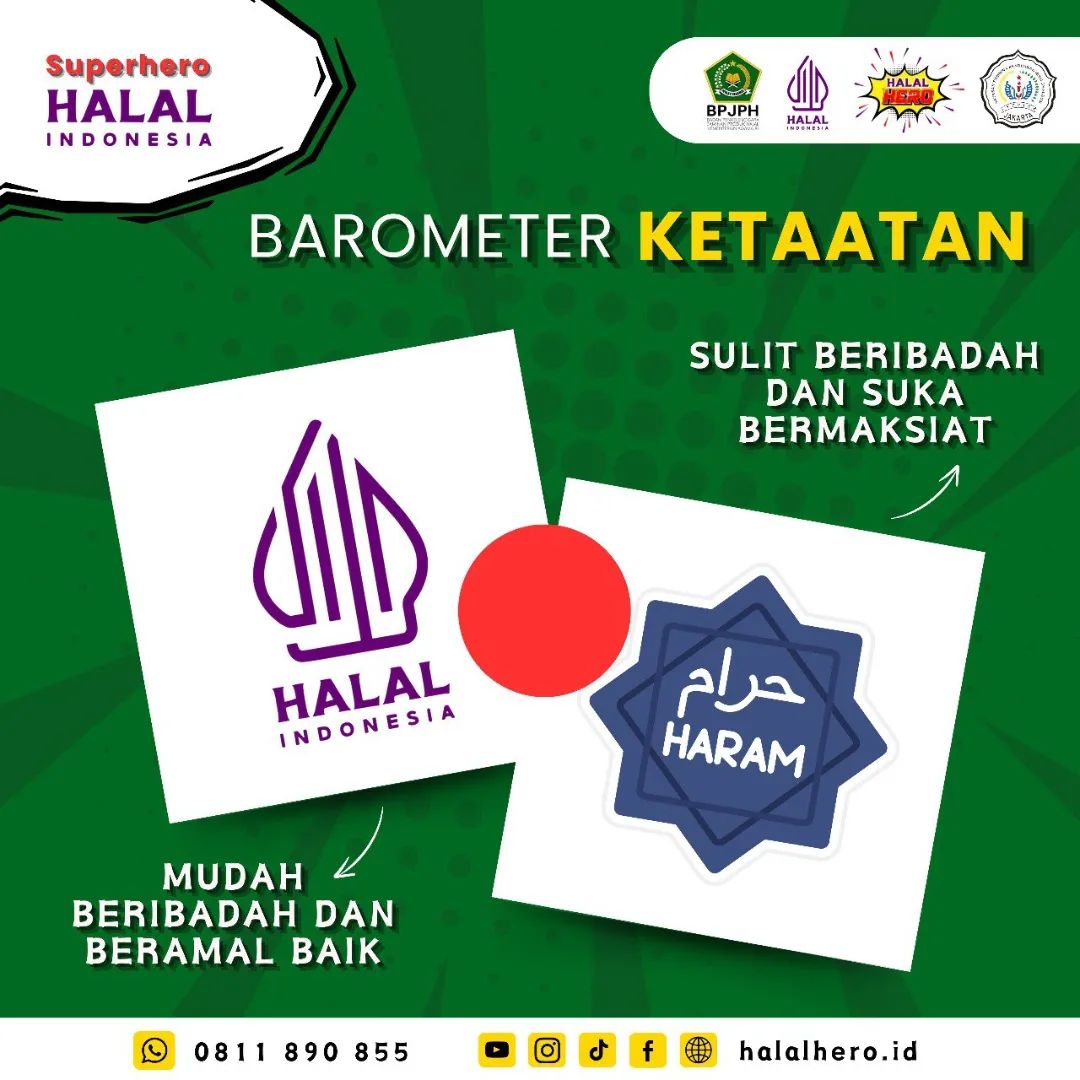 Superhero
HALAL
INDONESIA
BPJPH
HALAL
INDONESIA
HALAL
HERO
JAKARTA
BAROMETER KETAATAN
SULIT BERIBADAH
DAN SUKA
BERMAKSIAT
HALAL
INDONESIA
حرام
HARAM
MUDAH
BERIBADAH DAN
BERAMAL BAIK
0811 890 855
halalhero.id